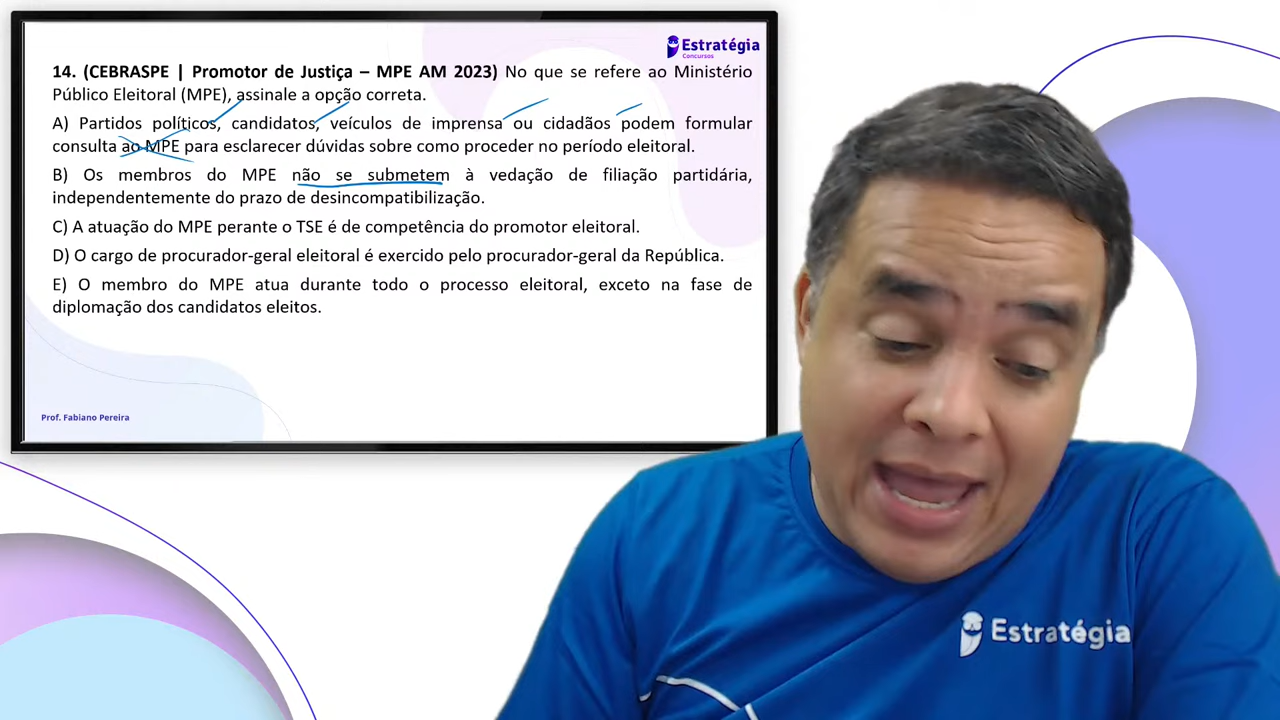 Estratégia
Concursos
14. (CEBRASPE | Promotor de Justiça – MPE AM 2023) No que se refere ao Ministério
Público Eleitoral (MPE), assinale a opção correta.
A) Partidos políticos, candidatos, veículos de imprensa ou cidadãos podem formular
consulta ao MPE para esclarecer dúvidas sobre como proceder no período eleitoral.
B) Os membros do MPE não se submetem à vedação de filiação partidária,
independentemente do prazo de desincompatibilização.
C) A atuação do MPE perante o TSE é de competência do promotor eleitoral.
D) O cargo de procurador-geral eleitoral é exercido pelo procurador-geral da República.
E) O membro do MPE atua durante todo o processo eleitoral, exceto na fase de
diplomação dos candidatos eleitos.
Prof. Fabiano Pereira
Estratégia